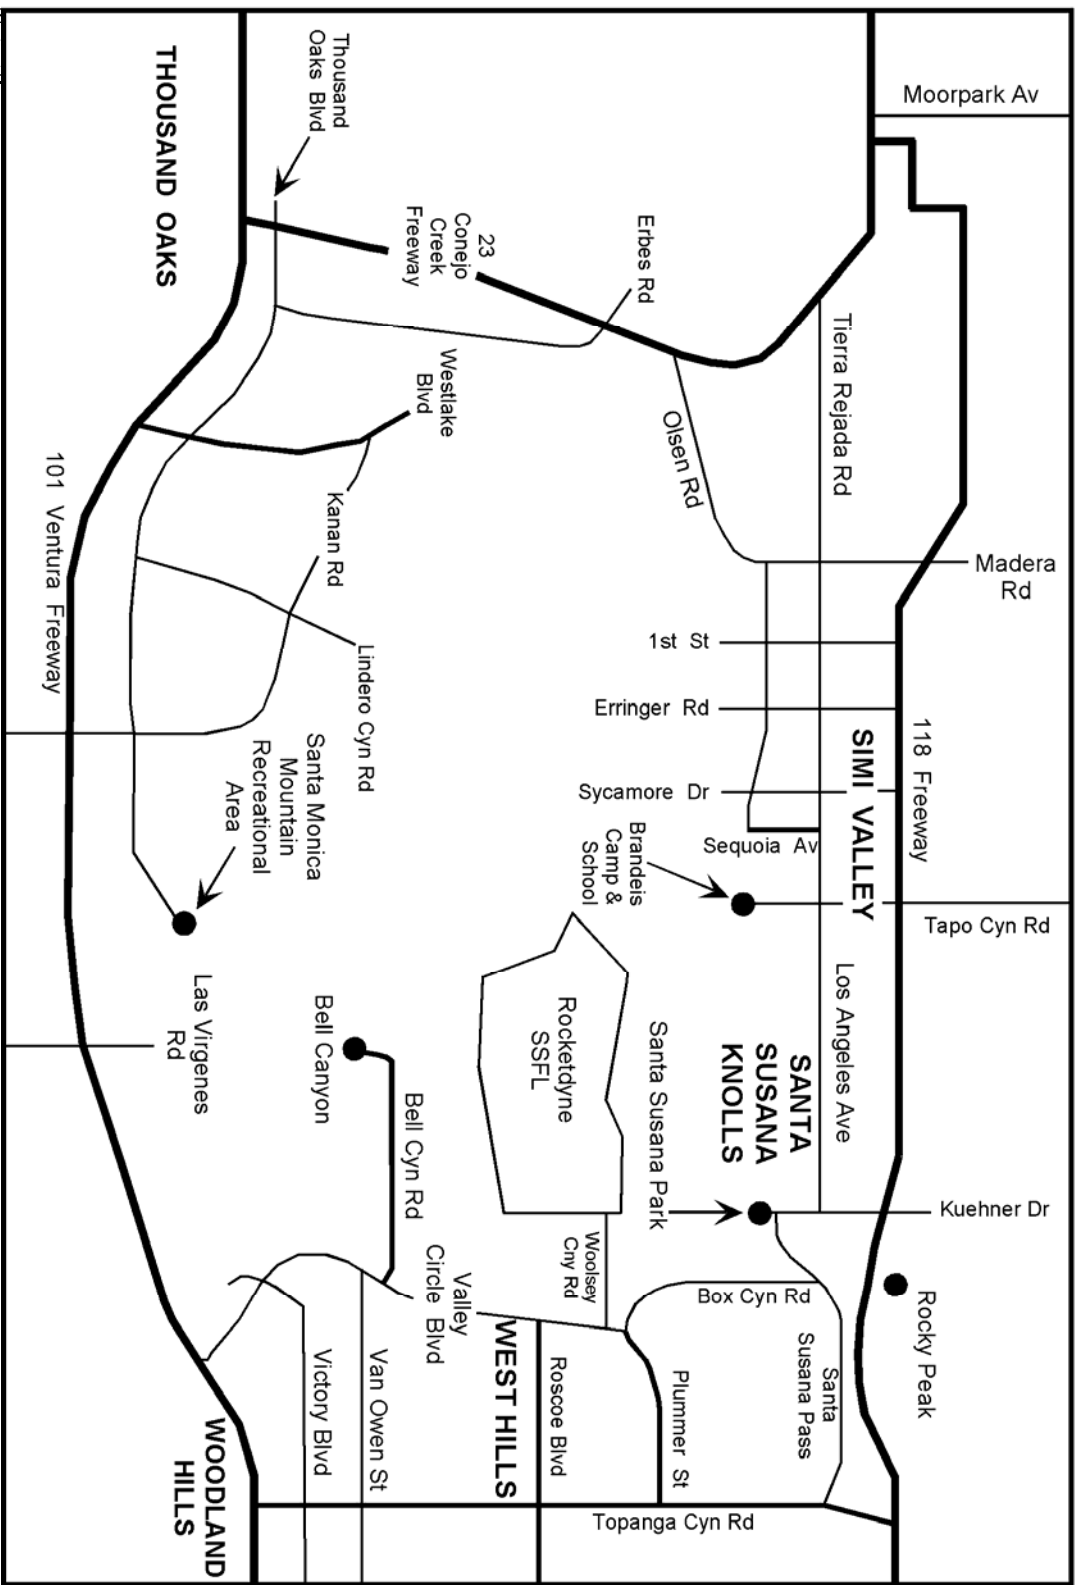 Moorpark Av
Thousand
Oaks Blvd
THOUSAND OAKS
23
Conejo
Creek
Freeway
Erbes Rd
Tierra Rejada Rd
Westlake
Blvd
Olsen Rd
101 Ventura Freeway
Kanan Rd
Madera
Rd
1st St
Lindero Cyn Rd
Erringer Rd
118 Freeway
SIMI VALLEY
Santa Monica
Mountain
Recreational
Area
Sycamore Dr
Sequoia Av
Brandeis
Camp &
School
Tapo Cyn Rd
Los Angeles Ave
Las Virgenes
Rd
Bell Canyon
Rocketdyne
SSFL
Santa Susana Park
SANTA
SUSANA
KNOLLS
Bell Cyn Rd
Kuehner Dr
Woolsey
Cny Rd
Valley
Circle Blvd
Box Cyn Rd
Rocky Peak
Santa
Susana Pass
WEST HILLS
Roscoe Blvd
Plummer St
Van Owen St
Victory Blvd
WOODLAND
HILLS
Topanga Cyn Rd